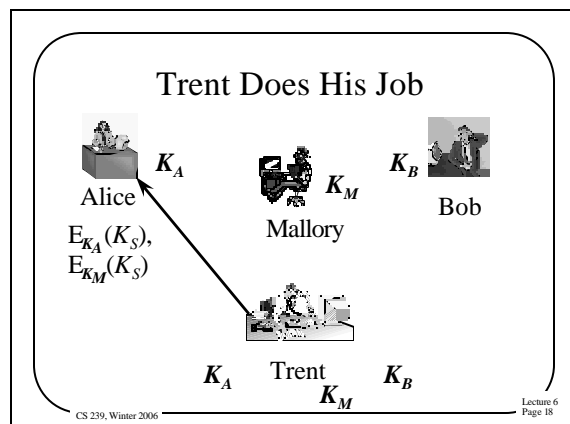 Trent Does His Job
K_A
K_M
K_B
Alice
Mallory
Bob
E_{K_A}(K_S),
E_{K_M}(K_S)
K_A Trent K_B
K_M
CS 239, Winter 2006
Lecture 6
Page 18